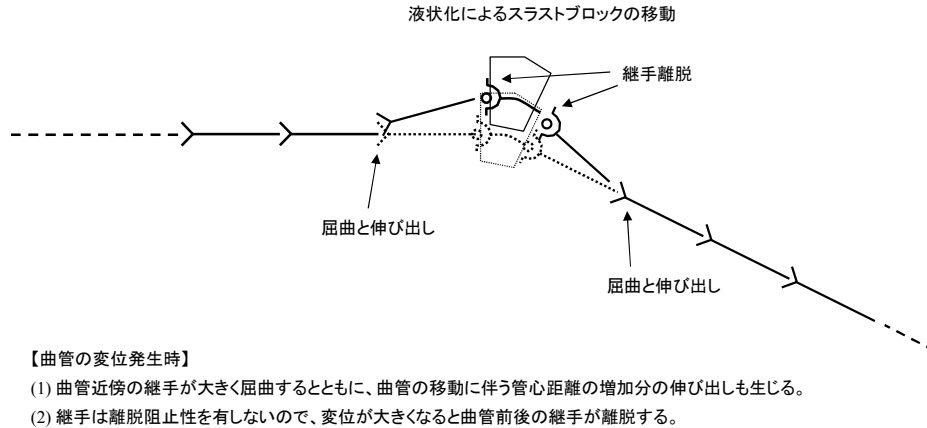 液状化によるスラストブロックの移動
継手離脱
屈曲と伸び出し
屈曲と伸び出し
【曲管の変位発生時】
(1) 曲管近傍の継手が大きく屈曲するとともに、曲管の移動に伴う管心距離の増加分の伸び出しも生じる。
(2) 継手は離脱阻止性を有しないので、変位が大きくなると曲管前後の継手が離脱する。